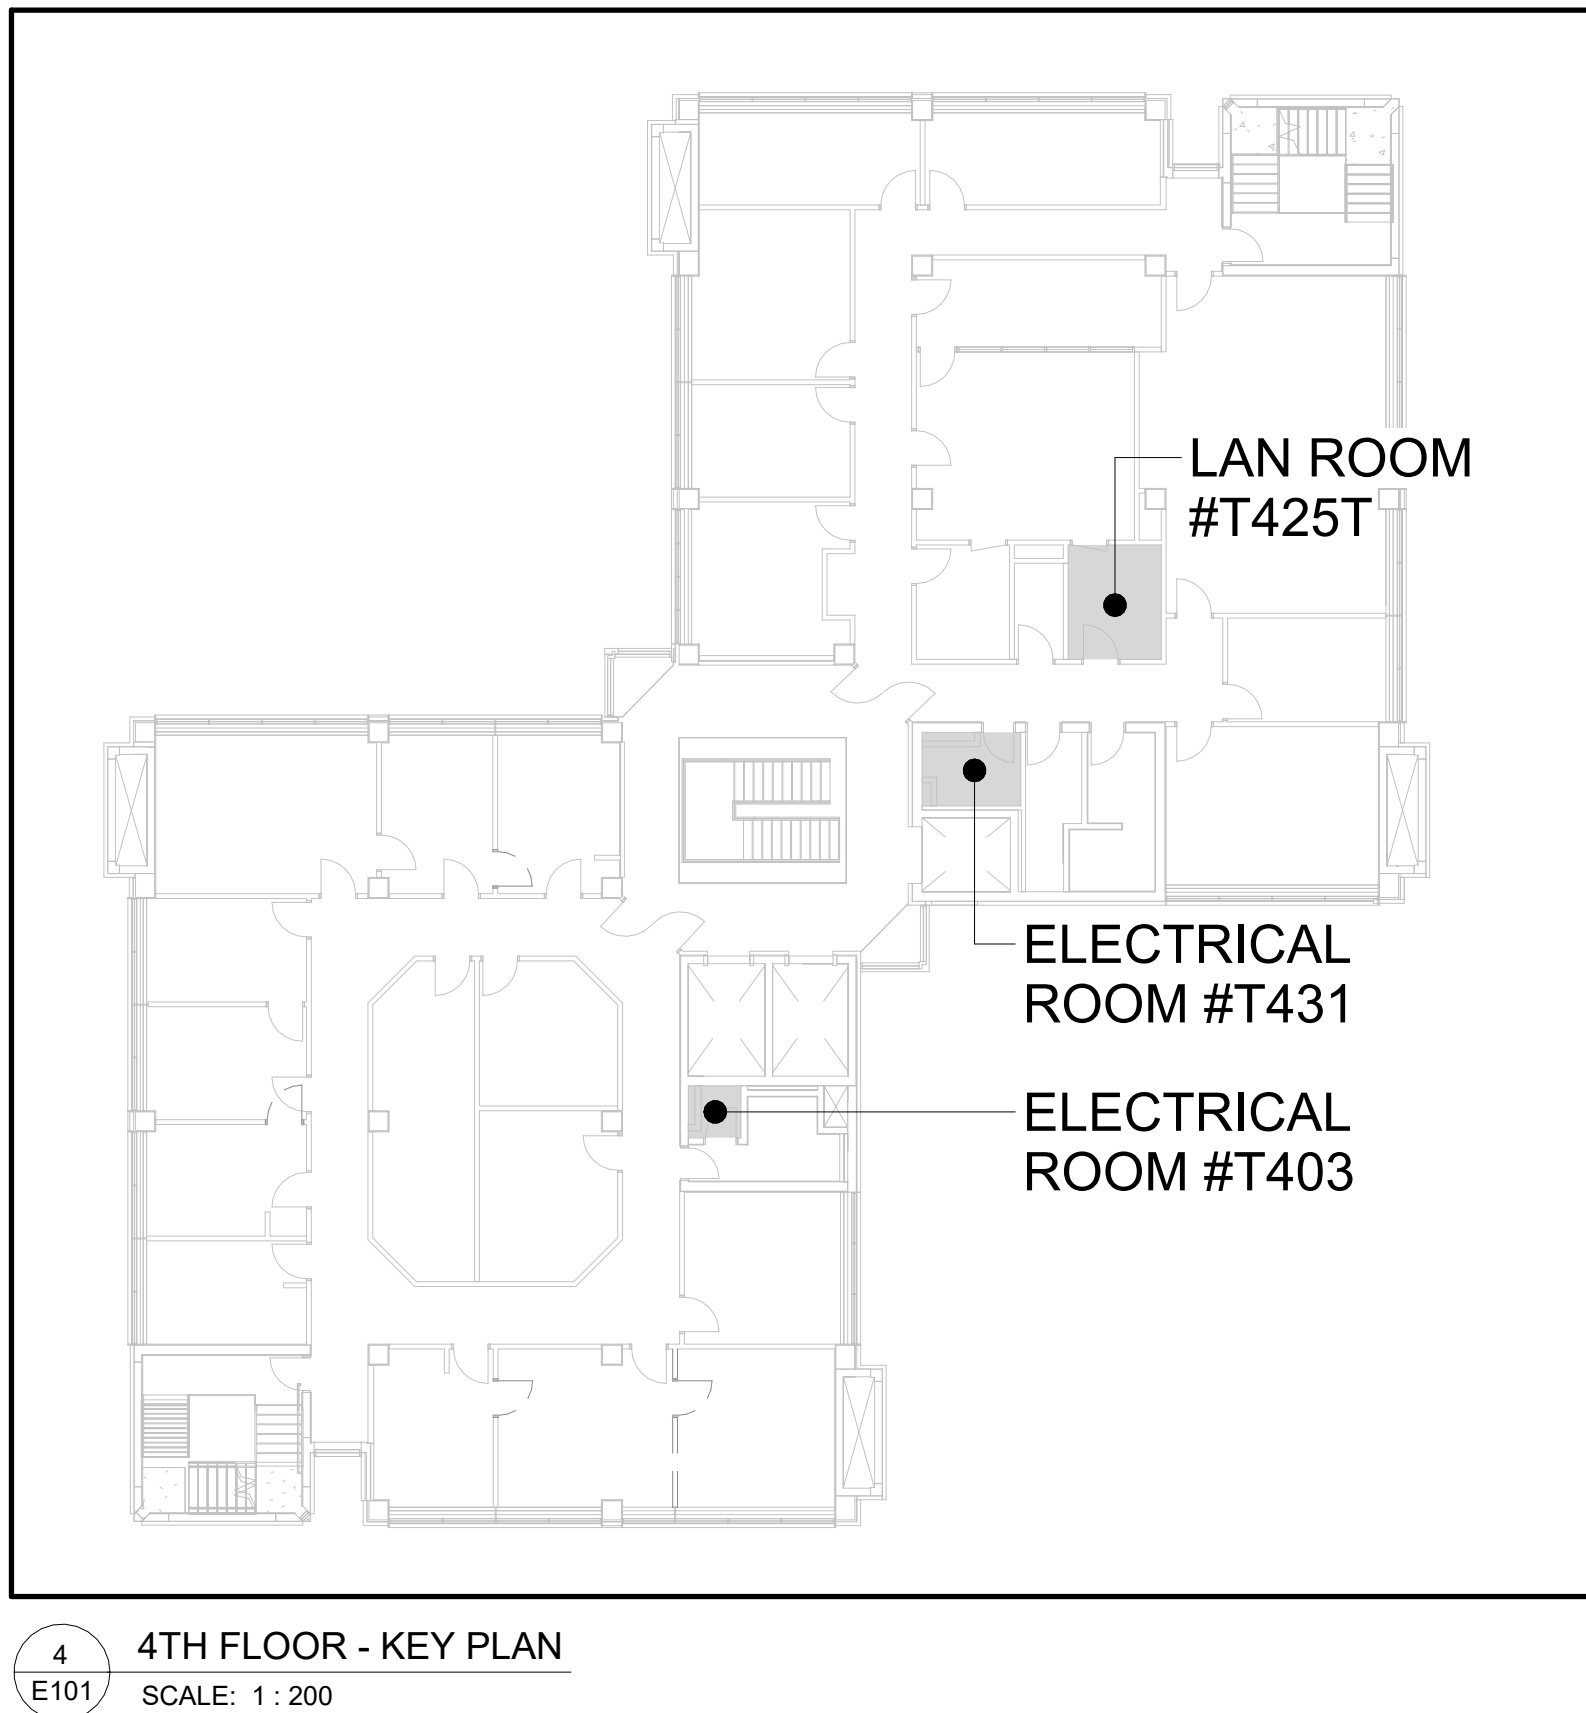 LAN ROOM
#T425T
ELECTRICAL
ROOM #T431
ELECTRICAL
ROOM #T403
4
E101
4TH FLOOR - KEY PLAN
SCALE: 1 : 200